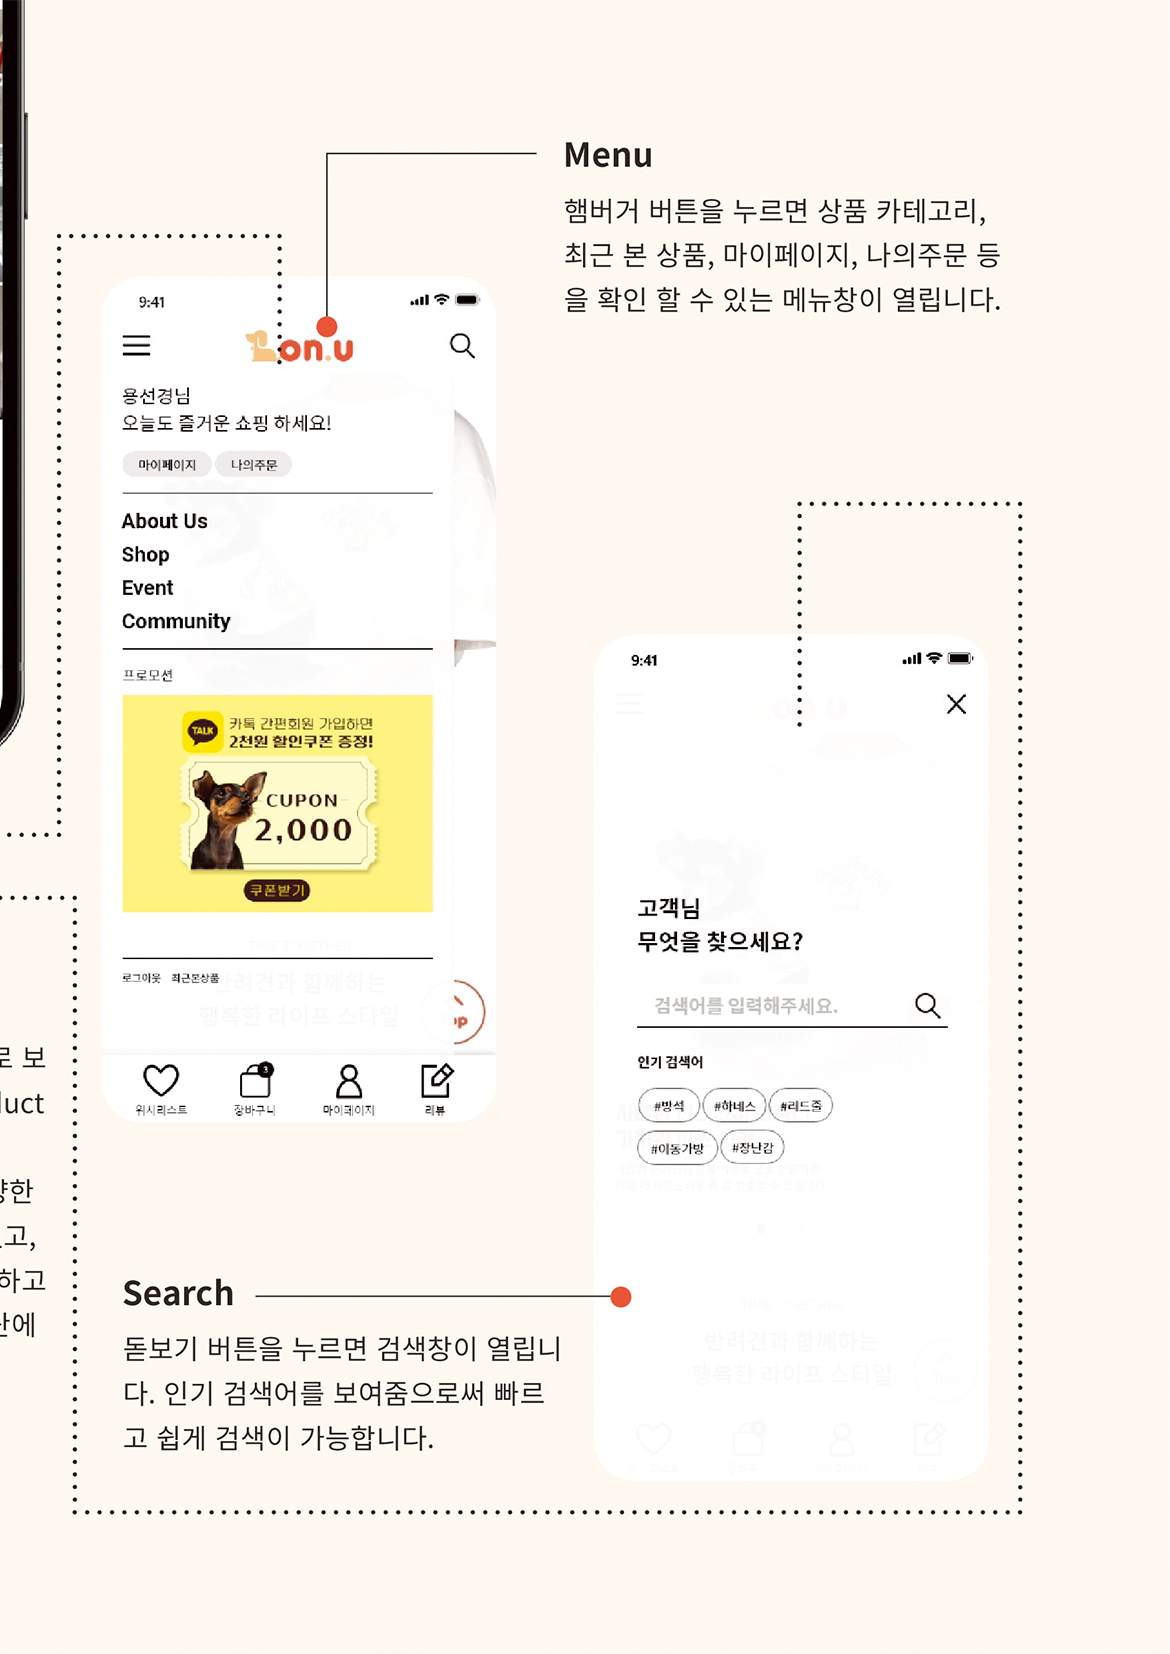 Menu
햄버거 버튼을 누르면 상품 카테고리,
최근 본 상품, 마이페이지, 나의주문 등
을 확인 할 수 있는 메뉴창이 열립니다.
9:41
on.u
용선경님
오늘도 즐거운 쇼핑 하세요!
마이페이지 나의주문
About Us
Shop
Event
Community
프로모션
TALK
카톡 간편회원 가입하면
2천원 할인쿠폰 증정!
CUPON
2,000
쿠폰받기
TIME TOGETHER
로그아웃 최근본상품
반려견과 함께하는
행복한 라이프 스타일
3
위시리스트 장바구니 마이페이지 리뷰
로 보
duct
양한
고,
하고
단에
9:41
on.u
고객님
무엇을 찾으세요?
검색어를 입력해주세요.
인기 검색어
#방석 #하네스 #리드줄
#이동가방 #장난감
TIME TOGETHER
반려견과 함께하는
행복한 라이프 스타일
Top
Search
돋보기 버튼을 누르면 검색창이 열립니
다. 인기 검색어를 보여줌으로써 빠르
고 쉽게 검색이 가능합니다.